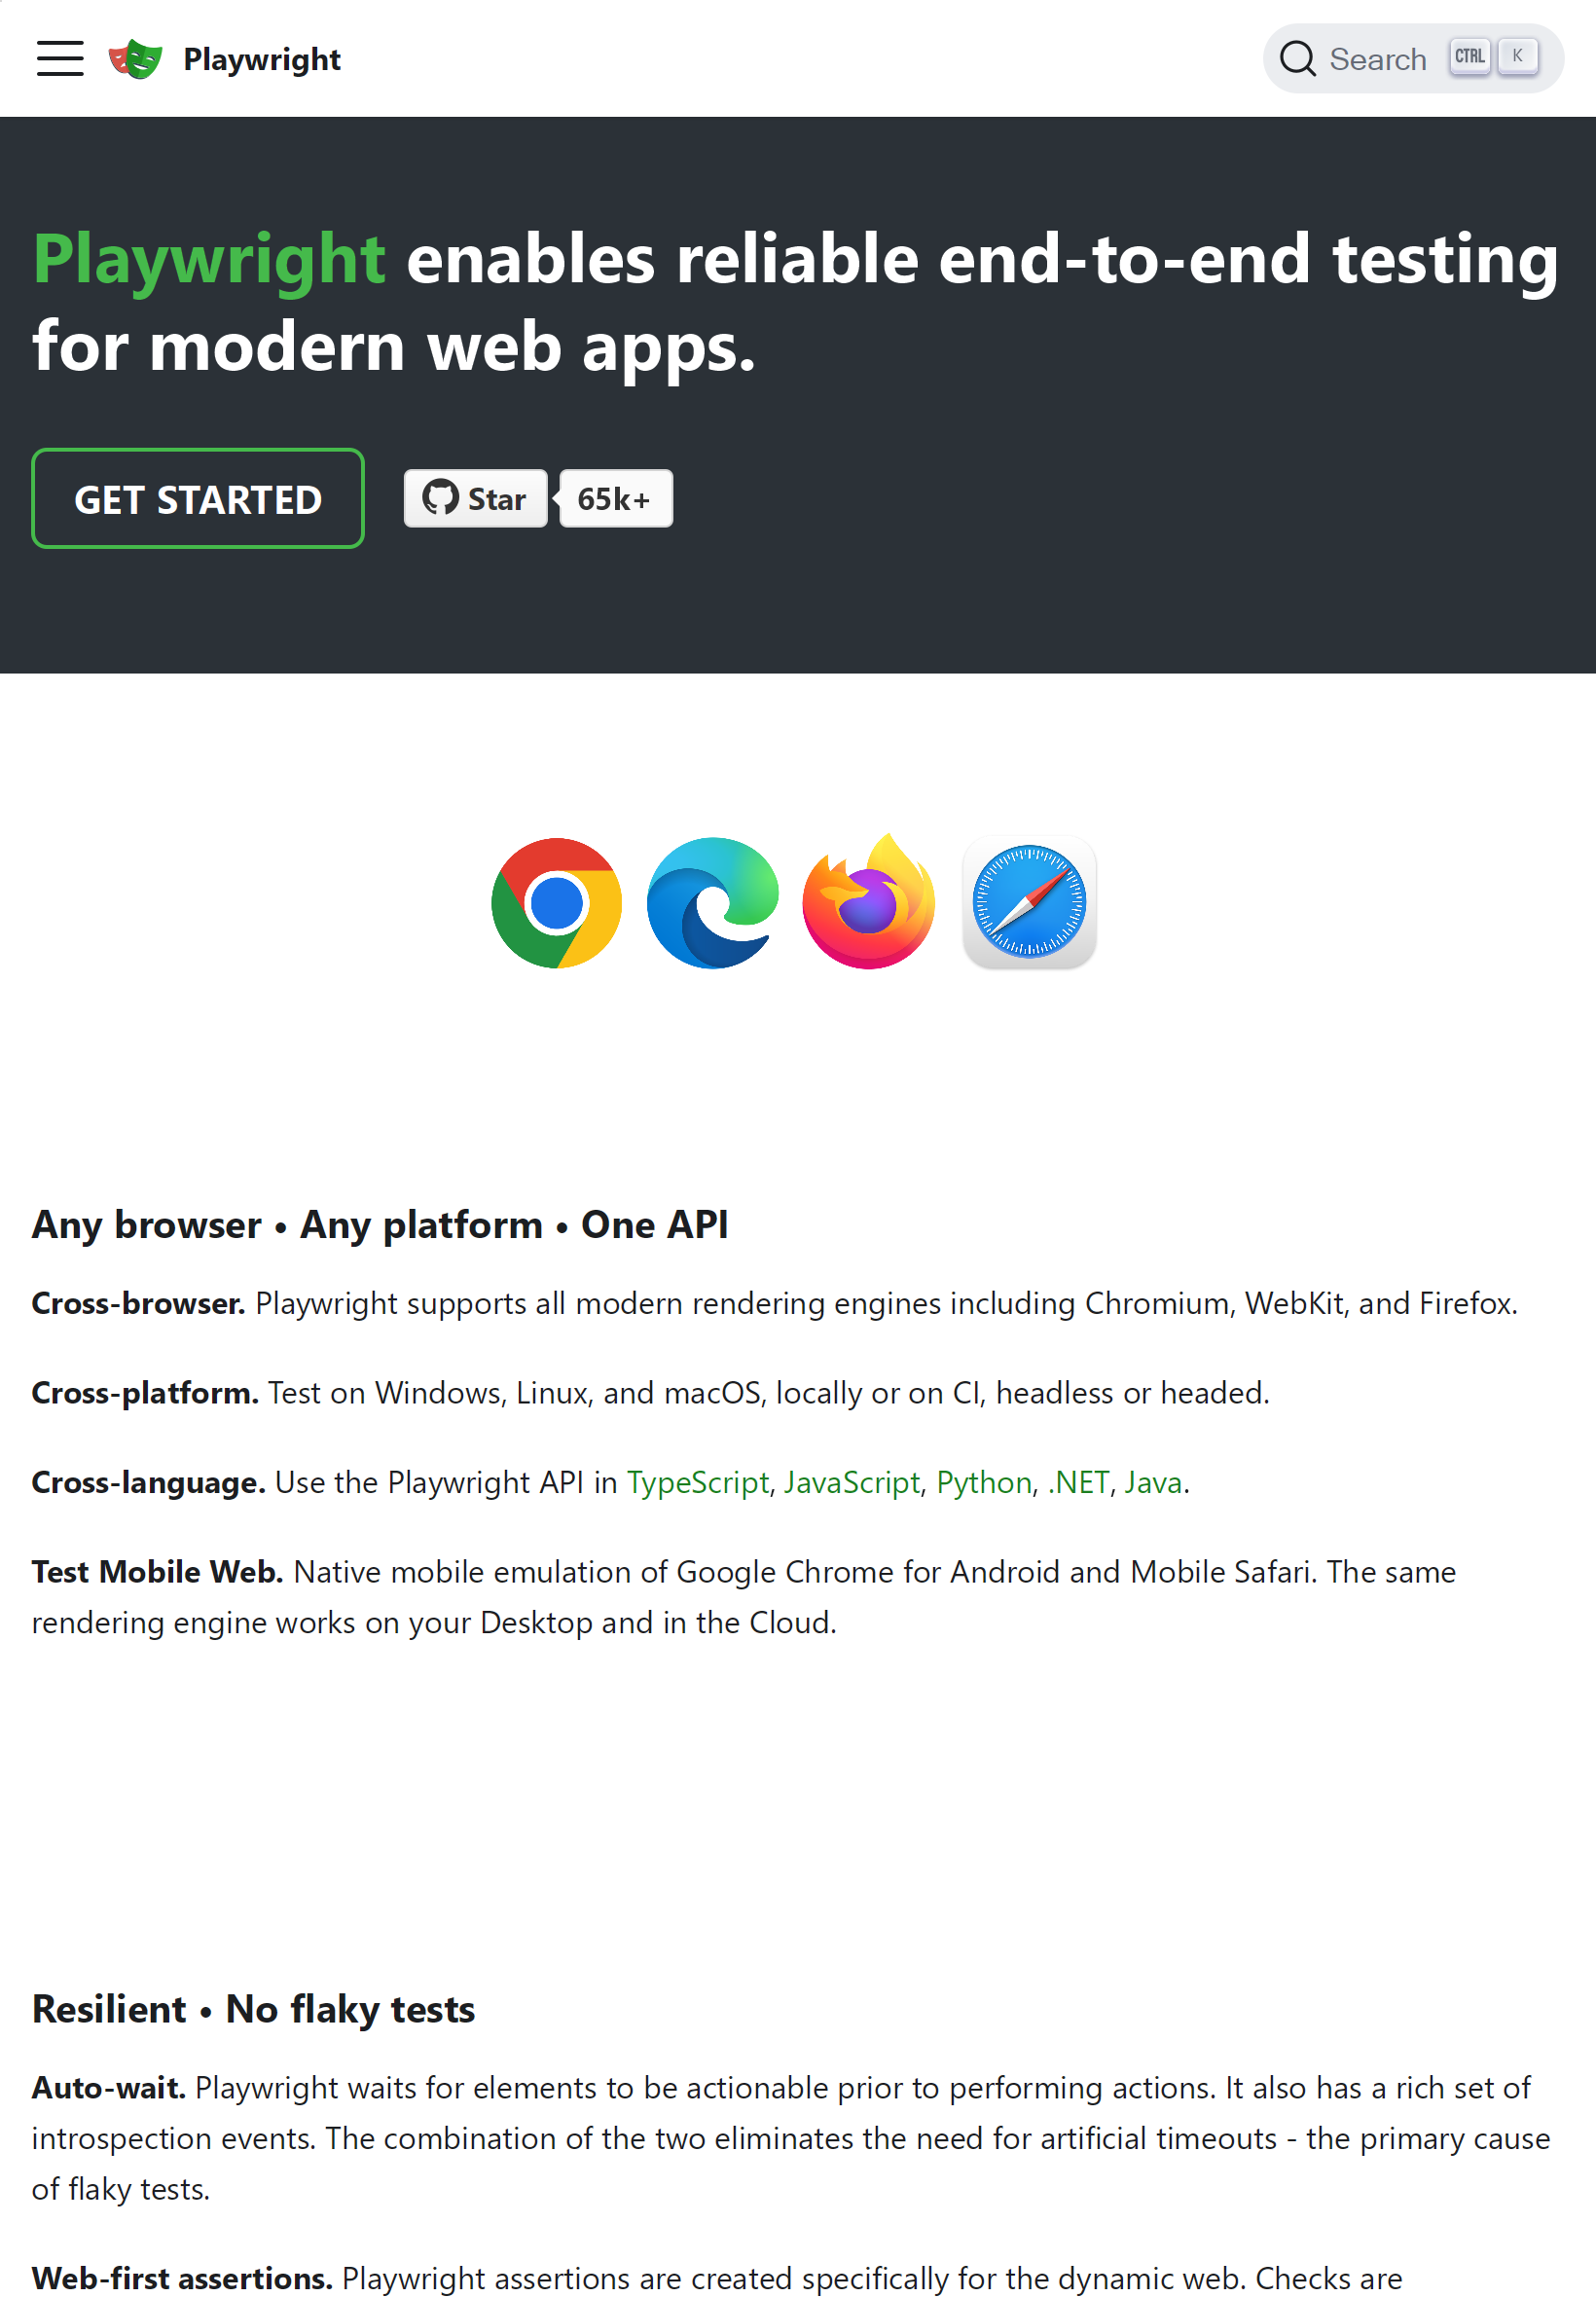 Playwright
Search CTRL K
Playwright enables reliable end-to-end testing
for modern web apps.
GET STARTED
Star 65k+
Any browser • Any platform • One API
Cross-browser. Playwright supports all modern rendering engines including Chromium, WebKit, and Firefox.
Cross-platform. Test on Windows, Linux, and macOS, locally or on CI, headless or headed.
Cross-language. Use the Playwright API in TypeScript, JavaScript, Python, .NET, Java.
Test Mobile Web. Native mobile emulation of Google Chrome for Android and Mobile Safari. The same
rendering engine works on your Desktop and in the Cloud.
Resilient • No flaky tests
Auto-wait. Playwright waits for elements to be actionable prior to performing actions. It also has a rich set of
introspection events. The combination of the two eliminates the need for artificial timeouts - the primary cause
of flaky tests.
Web-first assertions. Playwright assertions are created specifically for the dynamic web. Checks are